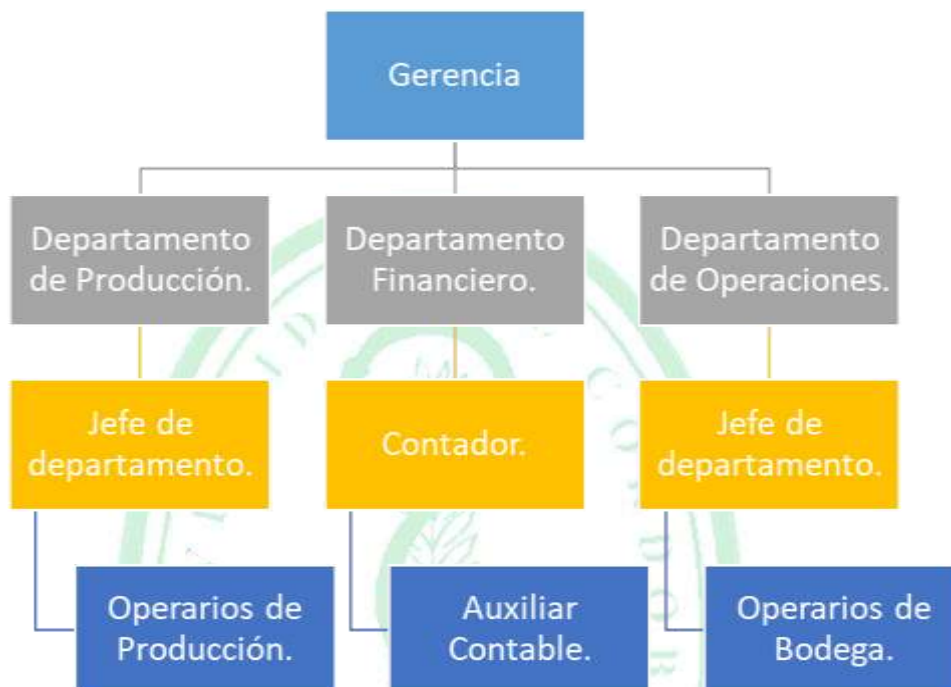 Gerencia
Departamento
de Producción.
Departamento
Financiero.
Departamento
de Operaciones.
Jefe de
departamento.
Contador.
Jefe de
departamento.
Operarios de
Producción.
Auxiliar
Contable.
Operarios de
Bodega.